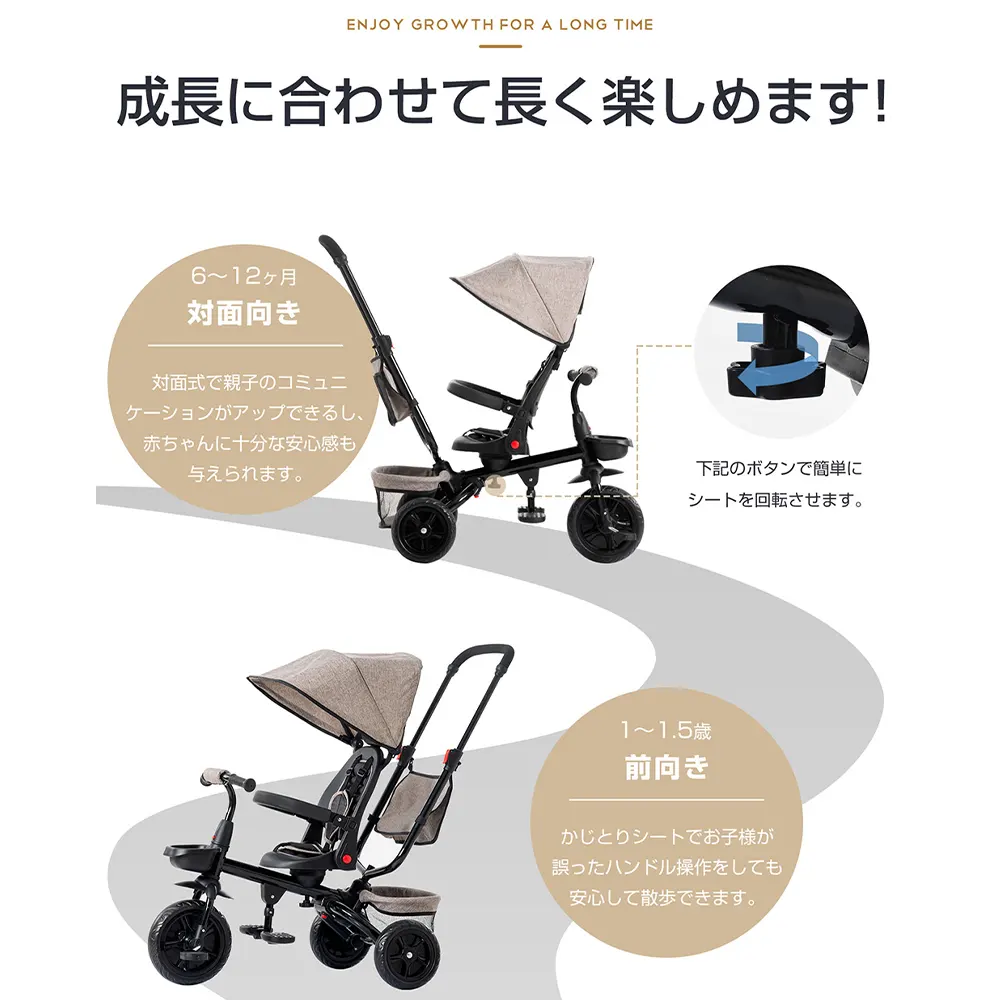 ENJOY GROWTH FOR A LONG TIME
成長に合わせて長く楽しめます!
6〜12ヶ月
対面向き
対面式で親子のコミュニ
ケーションがアップできるし、
赤ちゃんに十分な安心感も
与えられます。
下記のボタンで簡単に
シートを回転させます。
1〜1.5歳
前向き
かじとりシートでお子様が
誤ったハンドル操作をしても
安心して散歩できます。